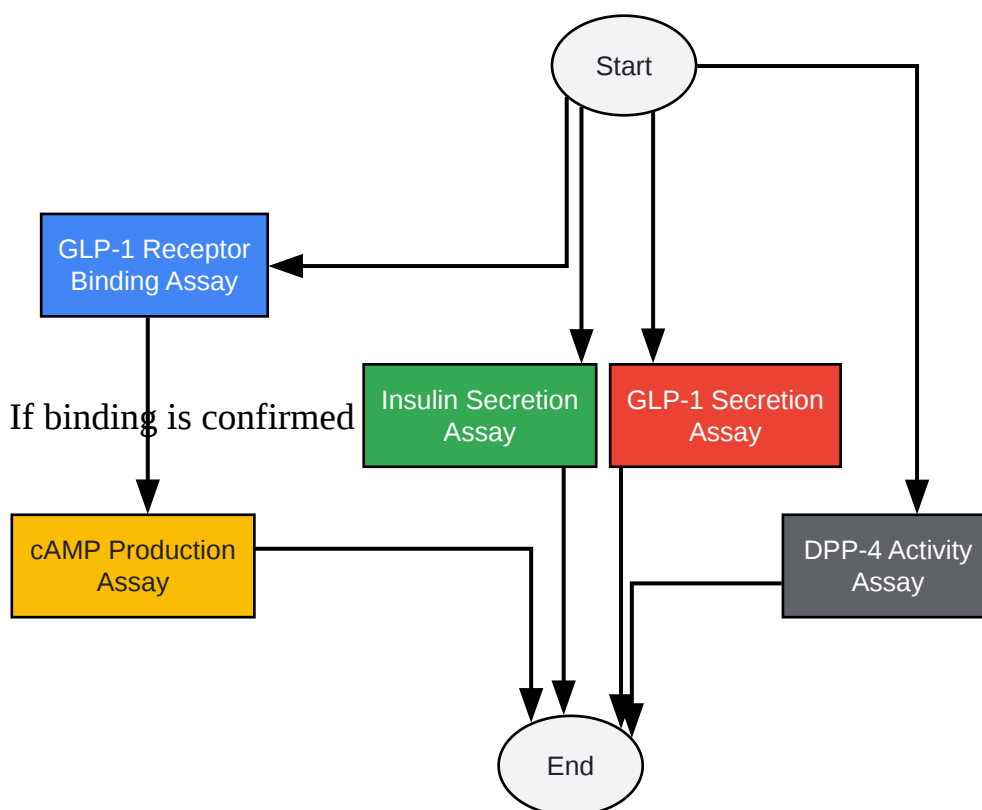 Start
GLP-1 Receptor
Binding Assay
If binding is confirmed
Insulin Secretion
Assay
GLP-1 Secretion
Assay
cAMP Production
Assay
DPP-4 Activity
Assay
End